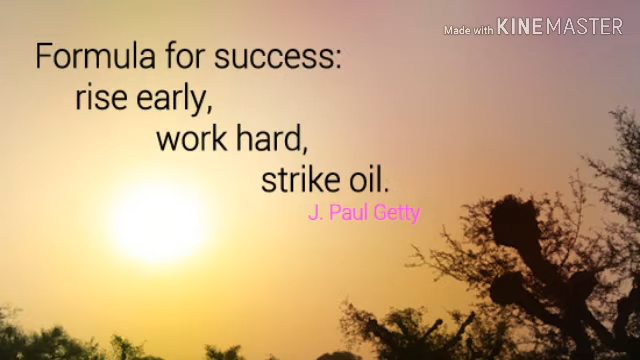 Made with KINEMASTER
Formula for success:
rise early,
work hard,
strike oil.
J. Paul Getty